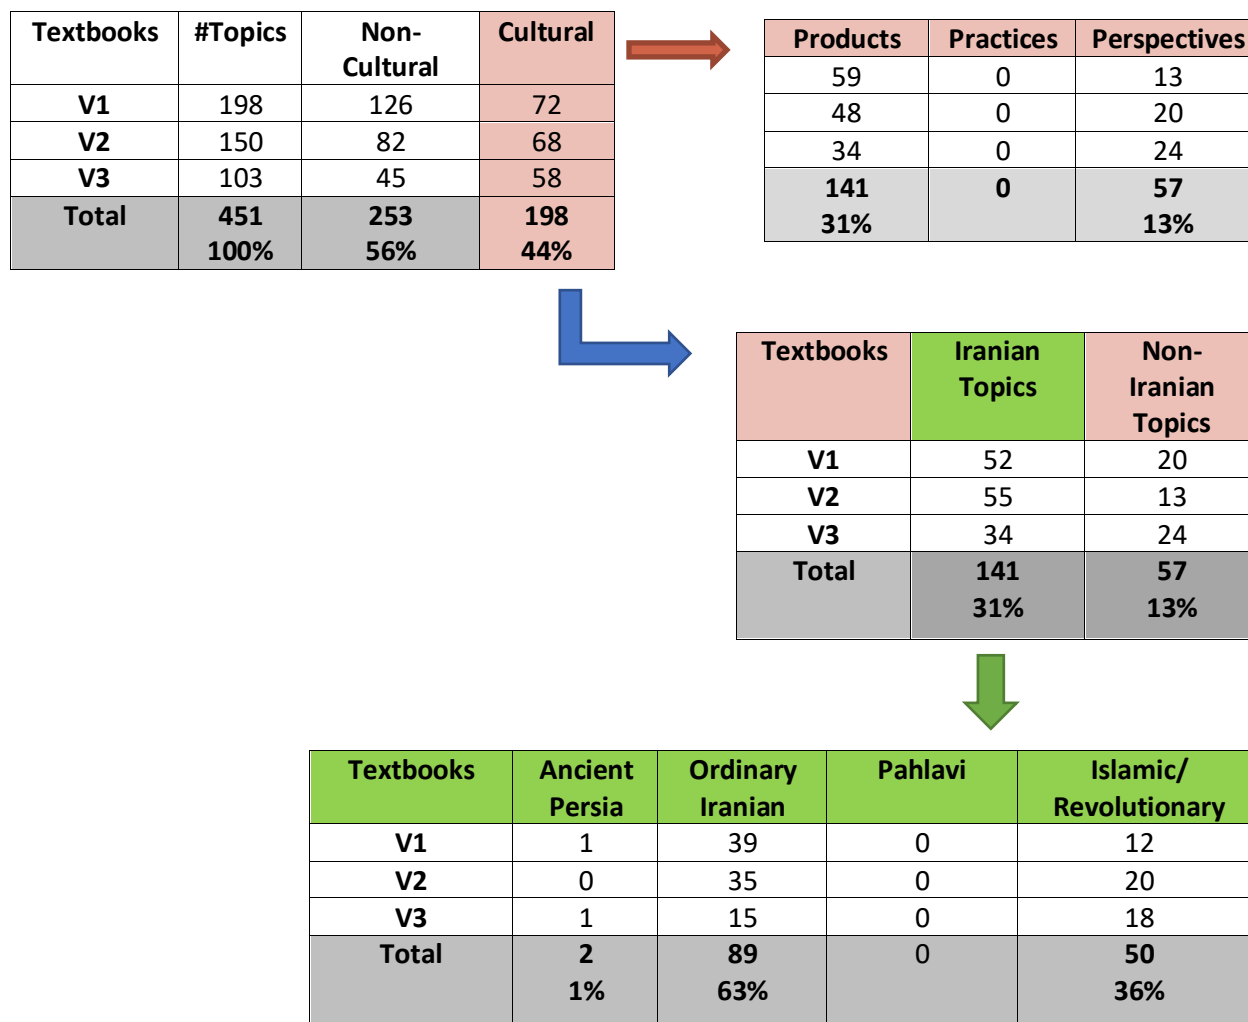 Textbooks #Topics Non- Cultural
Cultural
V1 198 126 72
V2 150 82 68
V3 103 45 58
Total 451 253 198
100% 56% 44%
Products Practices Perspectives
59 0 13
48 0 20
34 0 24
141 0 57
31% 13%
Textbooks Iranian Non-
Topics Iranian
Topics
V1 52 20
V2 55 13
V3 34 24
Total 141 57
31% 13%
Textbooks Ancient Ordinary Pahlavi Islamic/
Persia Iranian Revolutionary
V1 1 39 0 12
V2 0 35 0 20
V3 1 15 0 18
Total 2 89 0 50
1% 63% 36%